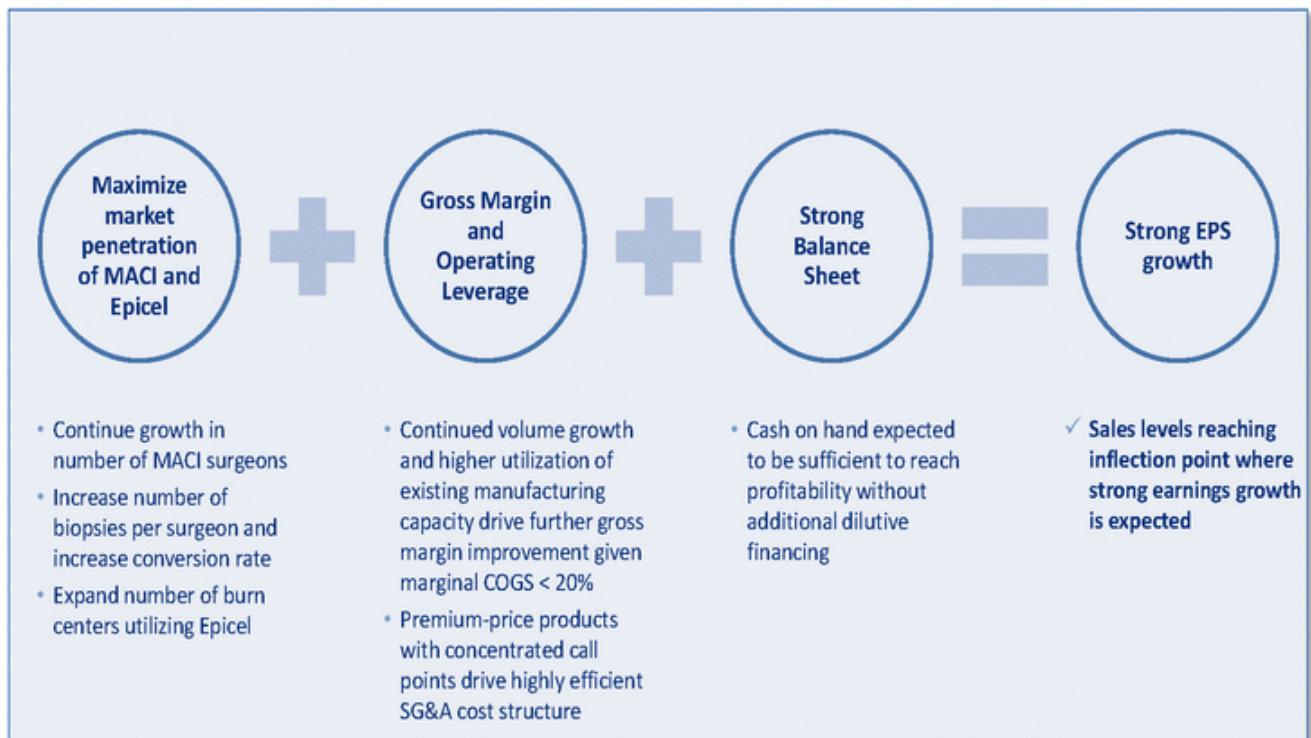 Maximize
market
penetration
of MACI and
Epicel
Gross Margin
and
Operating
Leverage
Strong
Balance
Sheet
Strong EPS
growth
• Continue growth in
number of MACI surgeons
• Increase number of
biopsies per surgeon and
increase conversion rate
• Expand number of burn
centers utilizing Epicel
• Continued volume growth
and higher utilization of
existing manufacturing
capacity drive further gross
margin improvement given
marginal COGS < 20%
• Premium-price products
with concentrated call
points drive highly efficient
SG&A cost structure
• Cash on hand expected
to be sufficient to reach
profitability without
additional dilutive
financing
✓ Sales levels reaching
inflection point where
strong earnings growth
is expected